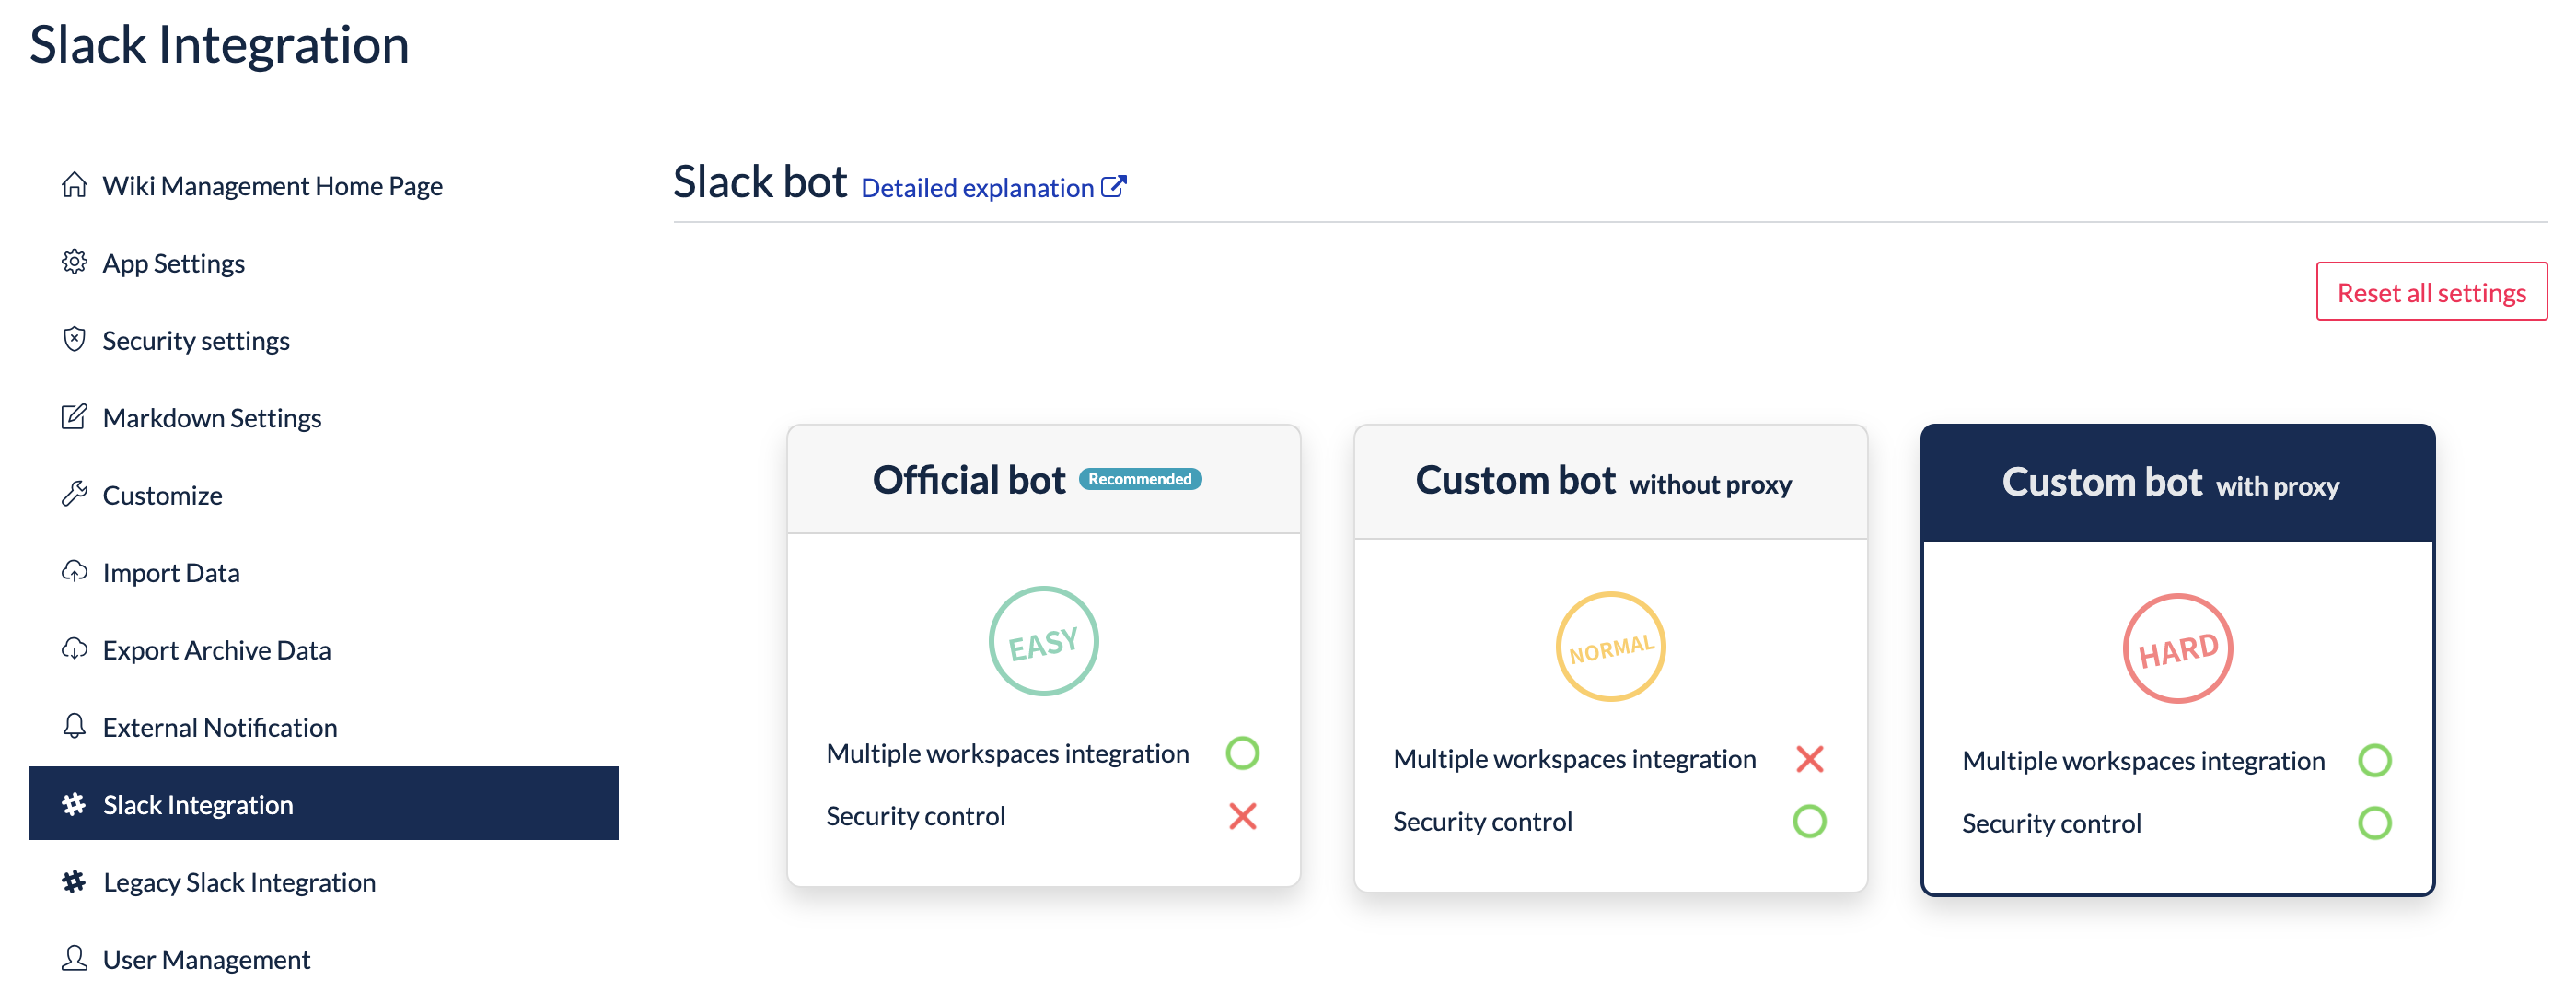 Slack Integration
Wiki Management Home Page
App Settings
Security settings
Markdown Settings
Customize
Import Data
Export Archive Data
External Notification
Slack Integration
Legacy Slack Integration
User Management
Slack bot Detailed explanation
Reset all settings
Official bot Recommended
EASY
Multiple workspaces integration
Security control
Custom bot without proxy
NORMAL
Multiple workspaces integration
Security control
Custom bot with proxy
HARD
Multiple workspaces integration
Security control